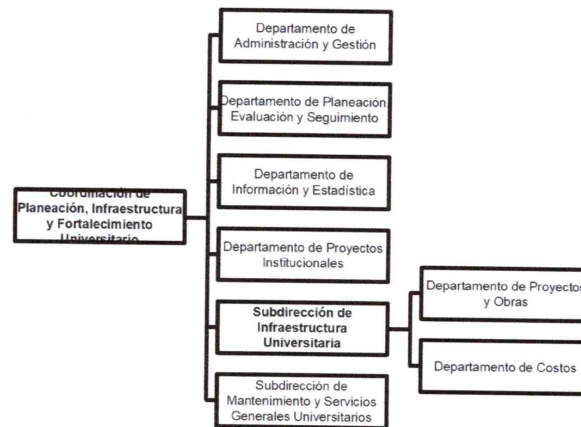 Departamento de
Administración y Gestión
Departamento de Planeación,
Evaluación y Seguimiento
Departamento de
Información y Estadística
Coordinación de
Planeación, Infraestructura
y Fortalecimiento
Universitario
Departamento de Proyectos
Institucionales
Subdirección de
Infraestructura
Universitaria
Departamento de Proyectos
y Obras
Departamento de Costos
Subdirección de
Mantenimiento y Servicios
Generales Universitarios